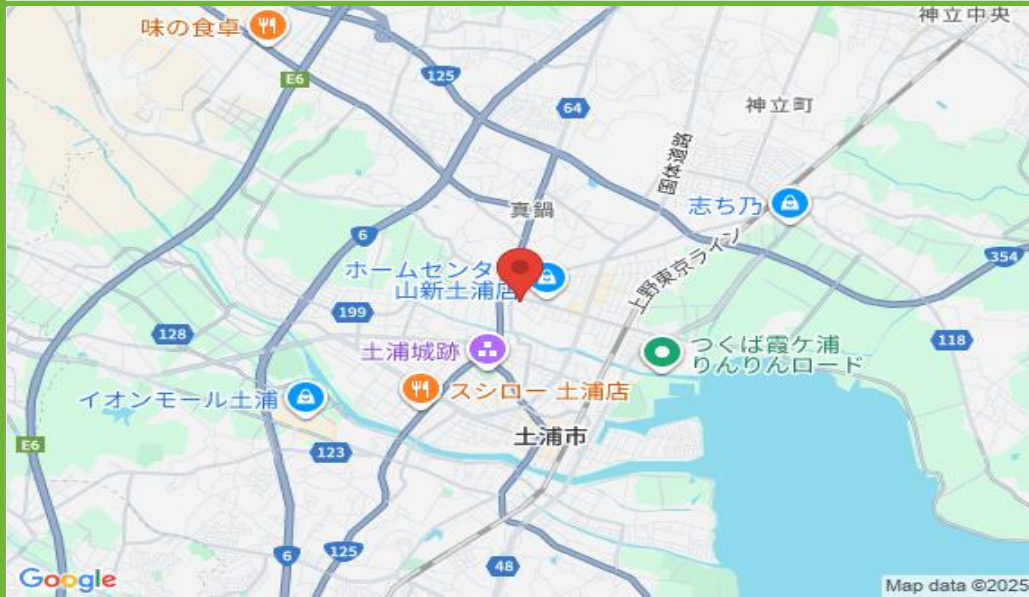 神立中央
味の食卓
125
E6
64
神立町
国体道路
志ち乃
真鍋
6
上野東京ライン
354
ホームセンタ
山新土浦店
199
128
土浦城跡
つくば霞ケ浦
りんりんロード
118
スシロー 土浦店
イオンモール土浦
土浦市
E6
123
125
6
48
Google
Map data ©2025